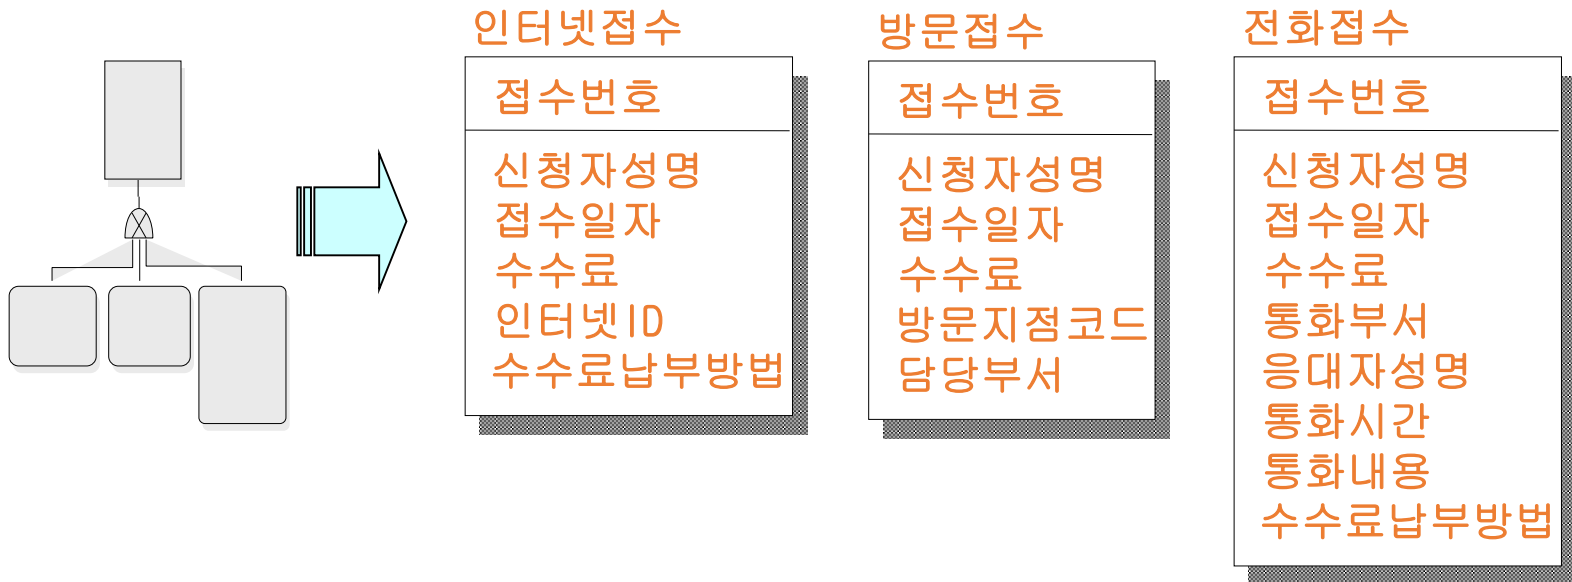 인터넷접수
접수번호
신청자성명
접수일자
수수료
인터넷ID
수수료납부방법
방문접수
접수번호
신청자성명
접수일자
수수료
방문지점코드
담당부서
전화접수
접수번호
신청자성명
접수일자
수수료
통화부서
응대자성명
통화시간
통화내용
수수료납부방법